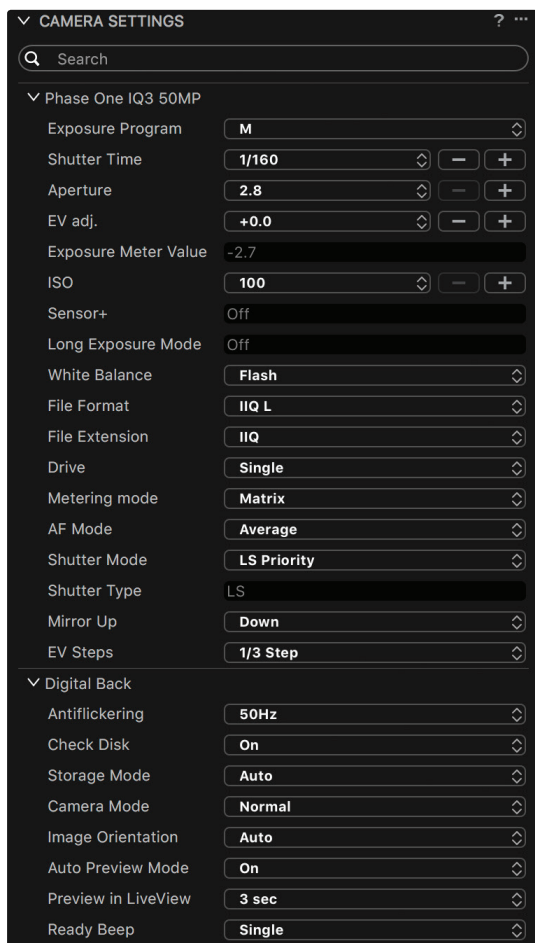 CAMERA SETTINGS ? ...
Search
Phase One IQ3 50MP
Exposure Program M
Shutter Time 1/160 − +
Aperture 2.8 − +
EV adj. +0.0 − +
Exposure Meter Value -2.7
ISO 100 − +
Sensor+ Off
Long Exposure Mode Off
White Balance Flash
File Format IIQ L
File Extension IIQ
Drive Single
Metering mode Matrix
AF Mode Average
Shutter Mode LS Priority
Shutter Type LS
Mirror Up Down
EV Steps 1/3 Step
Digital Back
Antiflickering 50Hz
Check Disk On
Storage Mode Auto
Camera Mode Normal
Image Orientation Auto
Auto Preview Mode On
Preview in LiveView 3 sec
Ready Beep Single